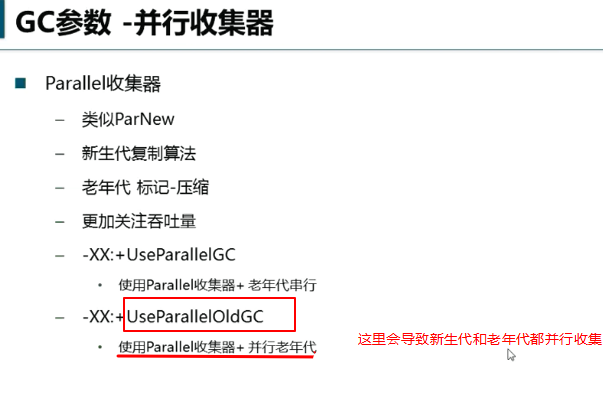 GC参数 -并行收集器
Parallel收集器
– 类似ParNew
– 新生代复制算法
– 老年代 标记-压缩
– 更加关注吞吐量
– -XX:+UseParallelGC
• 使用Parallel收集器+ 老年代串行
– -XX:+UseParallelOldGC
• 使用Parallel收集器+ 并行老年代
这里会导致新生代和老年代都并行收集